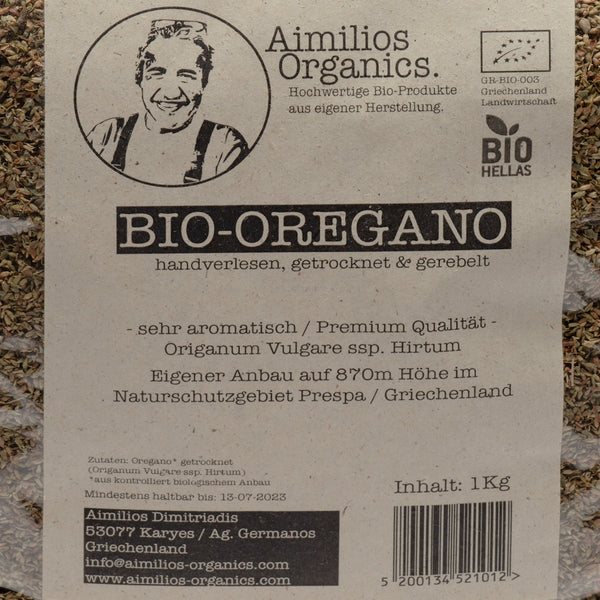 Aimilios
Organics.
Hochwertige Bio-Produkte
aus eigener Herstellung.
GR-BIO-003
Griechenland
Landwirtschaft
BIO
HELLAS
BIO-OREGANO
handverlesen, getrocknet & gerebelt
- sehr aromatisch / Premium Qualität -
Origanum Vulgare ssp. Hirtum
Eigener Anbau auf 870m Höhe im
Naturschutzgebiet Prespa / Griechenland
Zutaten: Oregano* getrocknet
(Origanum Vulgare ssp. Hirtum)
*aus kontrolliert biologischem Anbau
Mindestens haltbar bis: 13-07-2023
Inhalt: 1Kg
Aimilios Dimitriadis
53077 Karyes / Ag. Germanos
Griechenland
info@aimilios-organics.com
www.aimilios-organics.com
5 200134 521012 >